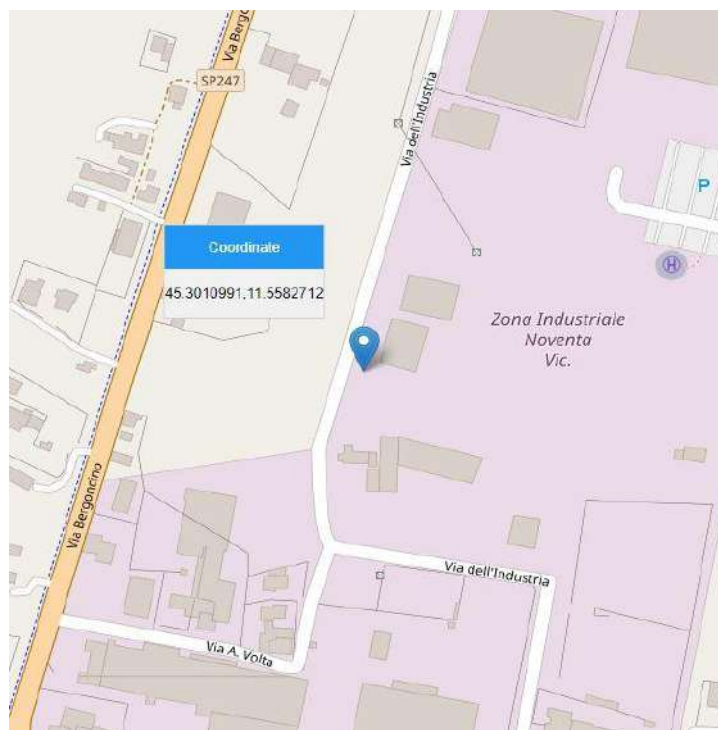 Via Bergo
SP247
Via dell'Industria
P
Coordinate
45.3010991,11.5582712
H
Zona Industriale
Noventa
Vic.
Via Bergoncino
Via dell'Industria
Via A. Volta